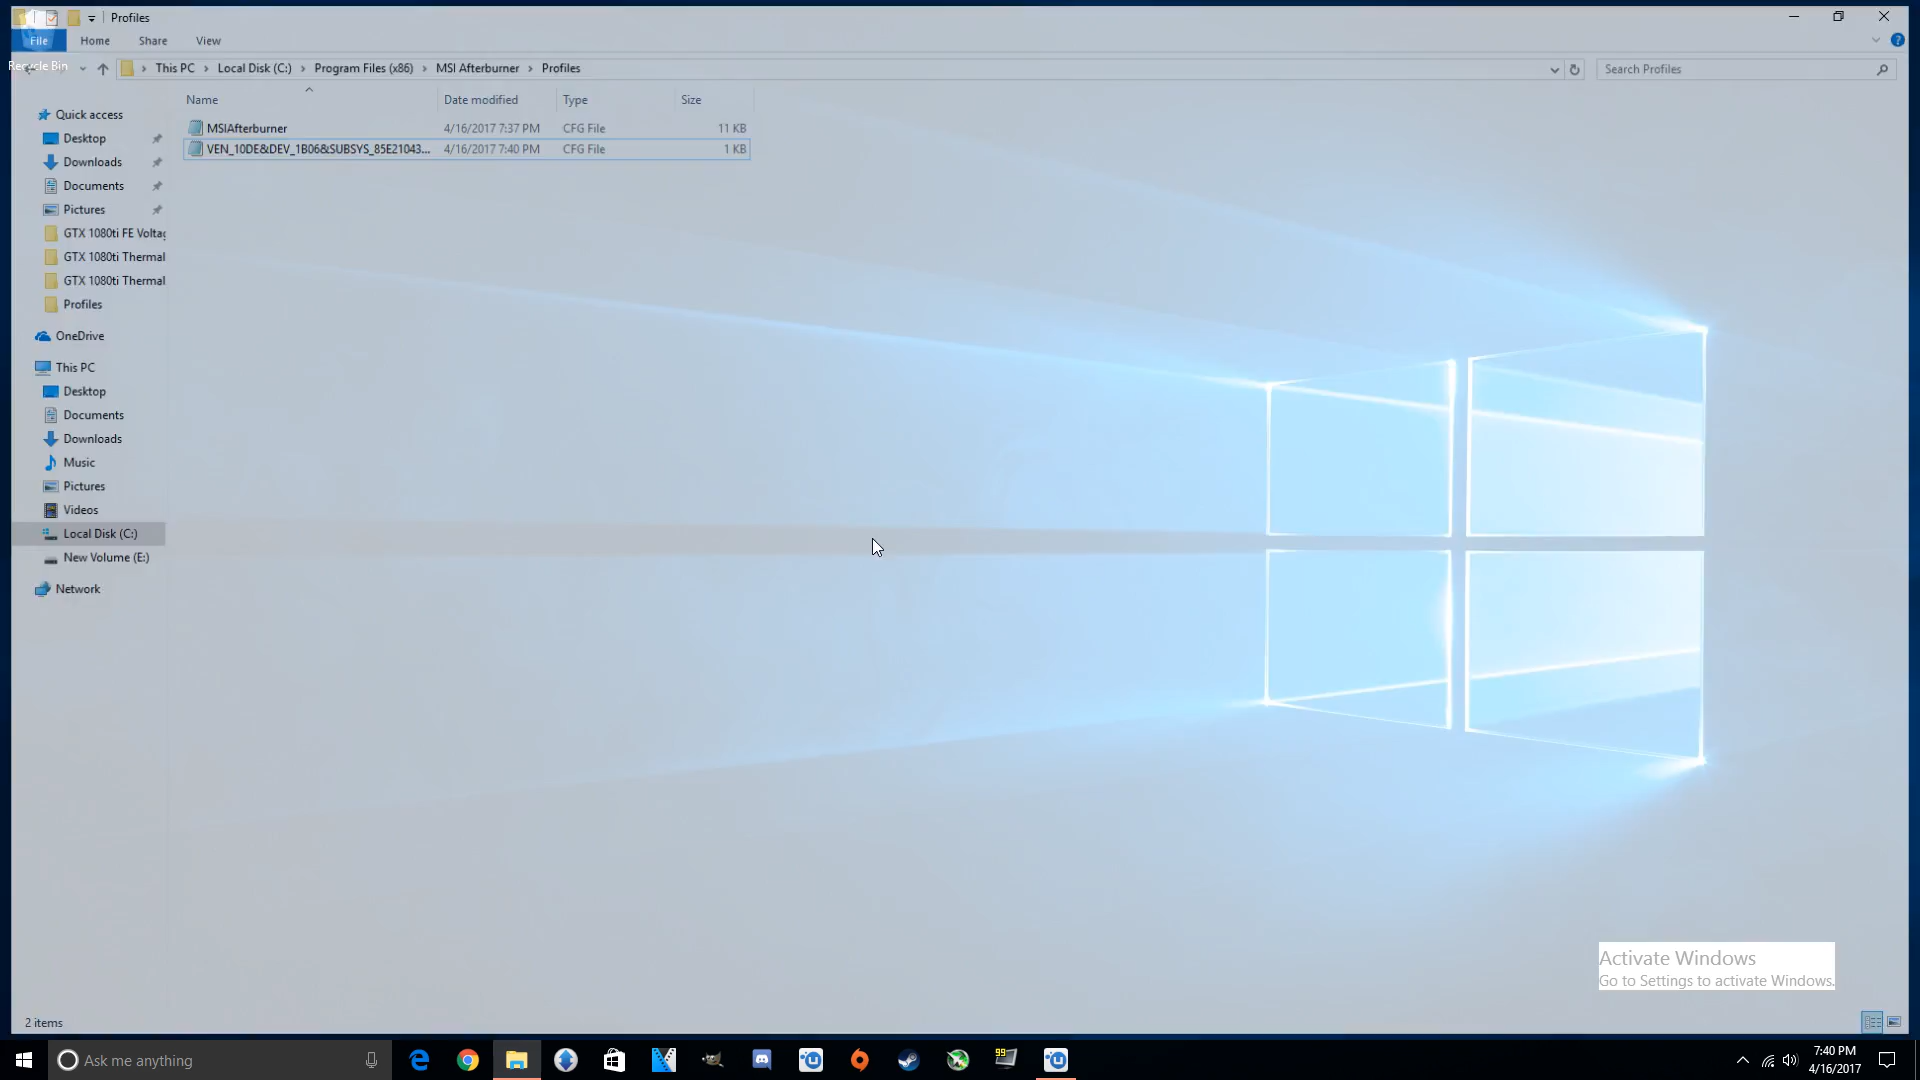 Profiles
File Home Share View
Recycle Bin
This PC Local Disk (C:) Program Files (x86) MSI Afterburner Profiles
Search Profiles
Name Date modified Type Size
MSIAfterburner 4/16/2017 7:37 PM CFG File 11 KB
VEN_10DE&DEV_1B06&SUBSYS_85E21043... 4/16/2017 7:40 PM CFG File 1 KB
Quick access
Desktop
Downloads
Documents
Pictures
GTX 1080ti FE Voltag
GTX 1080ti Thermal
GTX 1080ti Thermal
Profiles
OneDrive
This PC
Desktop
Documents
Downloads
Music
Pictures
Videos
Local Disk (C:)
New Volume (E:)
Network
Activate Windows
Go to Settings to activate Windows.
2 items
Ask me anything
99
7:40 PM
4/16/2017